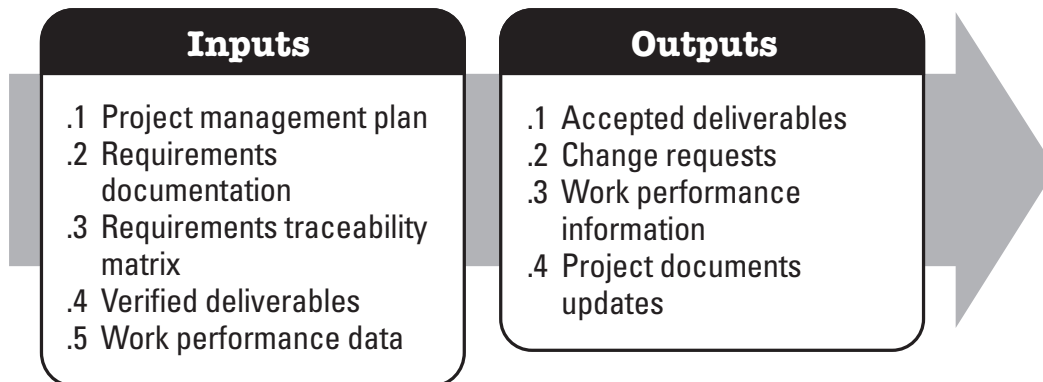 Inputs
.1 Project management plan
.2 Requirements
documentation
.3 Requirements traceability
matrix
.4 Verified deliverables
.5 Work performance data
Outputs
.1 Accepted deliverables
.2 Change requests
.3 Work performance
information
.4 Project documents
updates